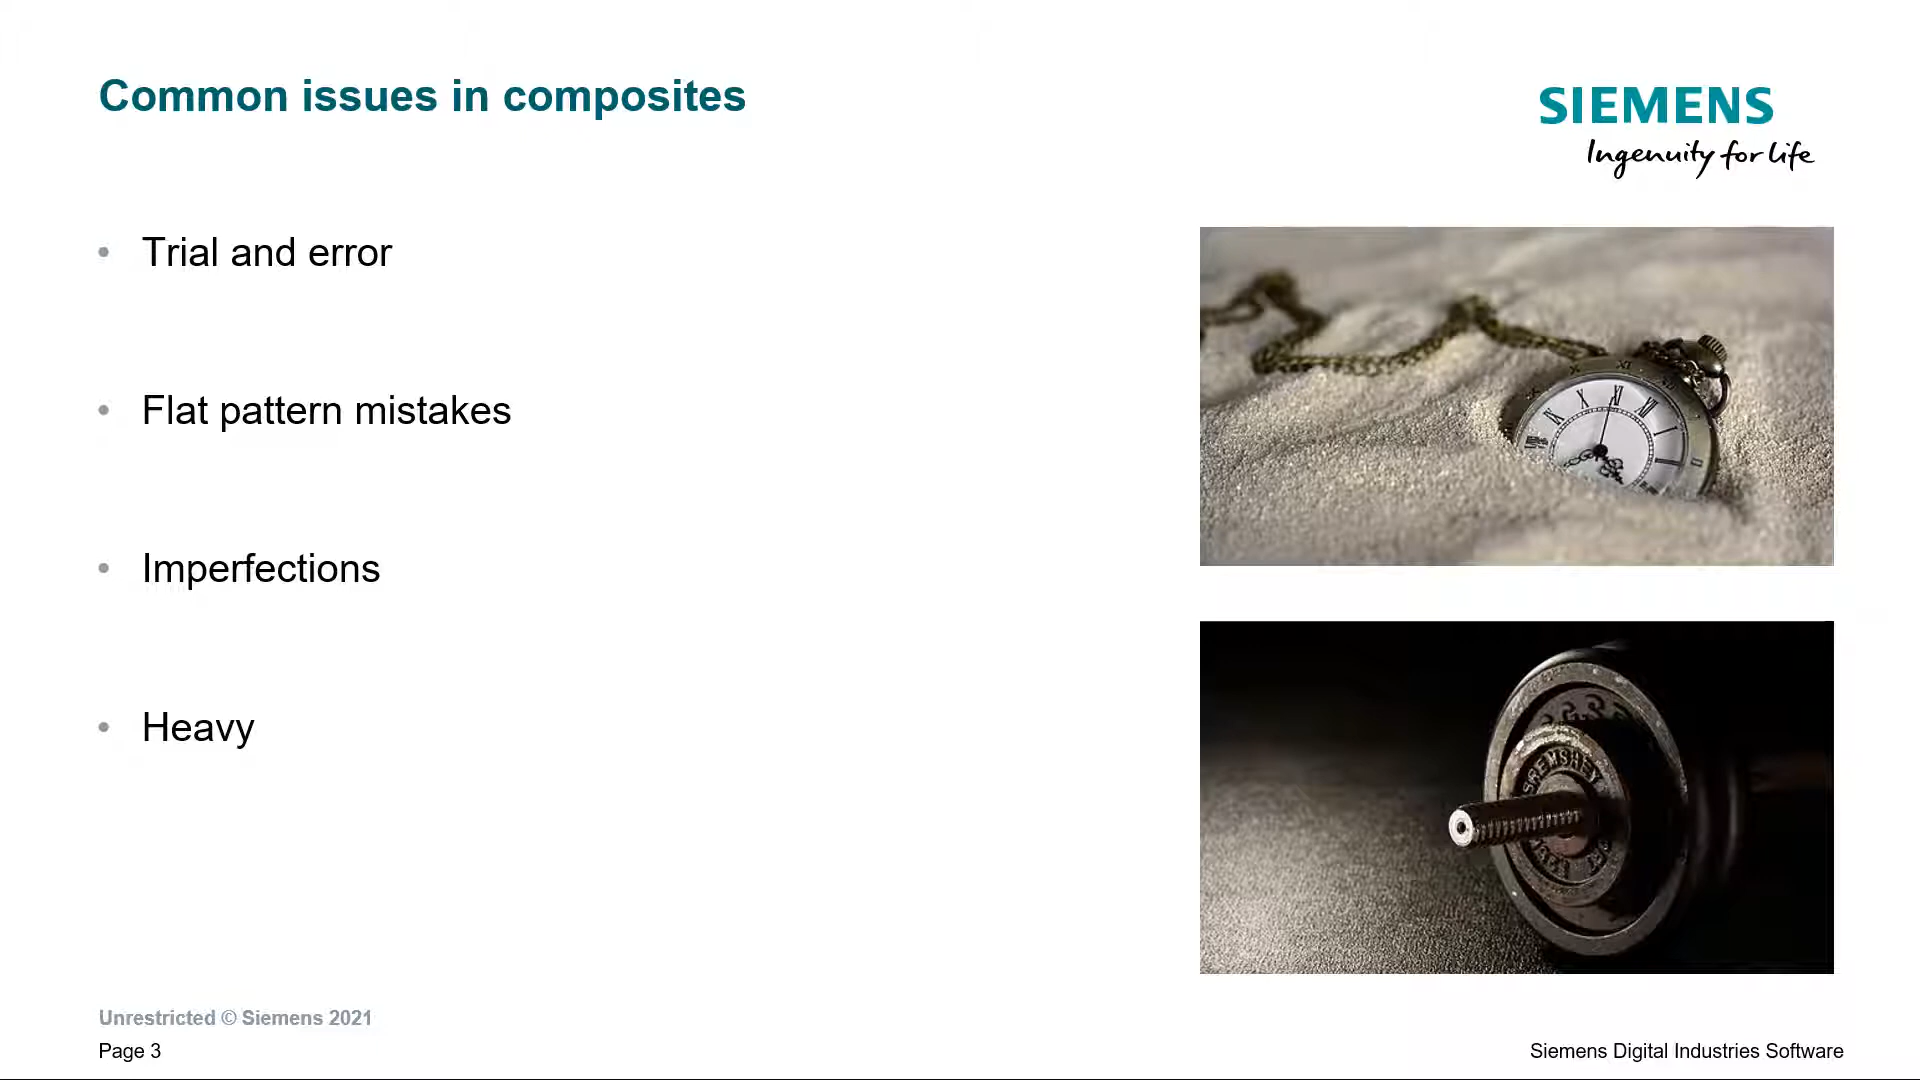 Common issues in composites
SIEMENS
Ingenuity for life
• Trial and error
• Flat pattern mistakes
• Imperfections
• Heavy
Unrestricted © Siemens 2021
Page 3
Siemens Digital Industries Software